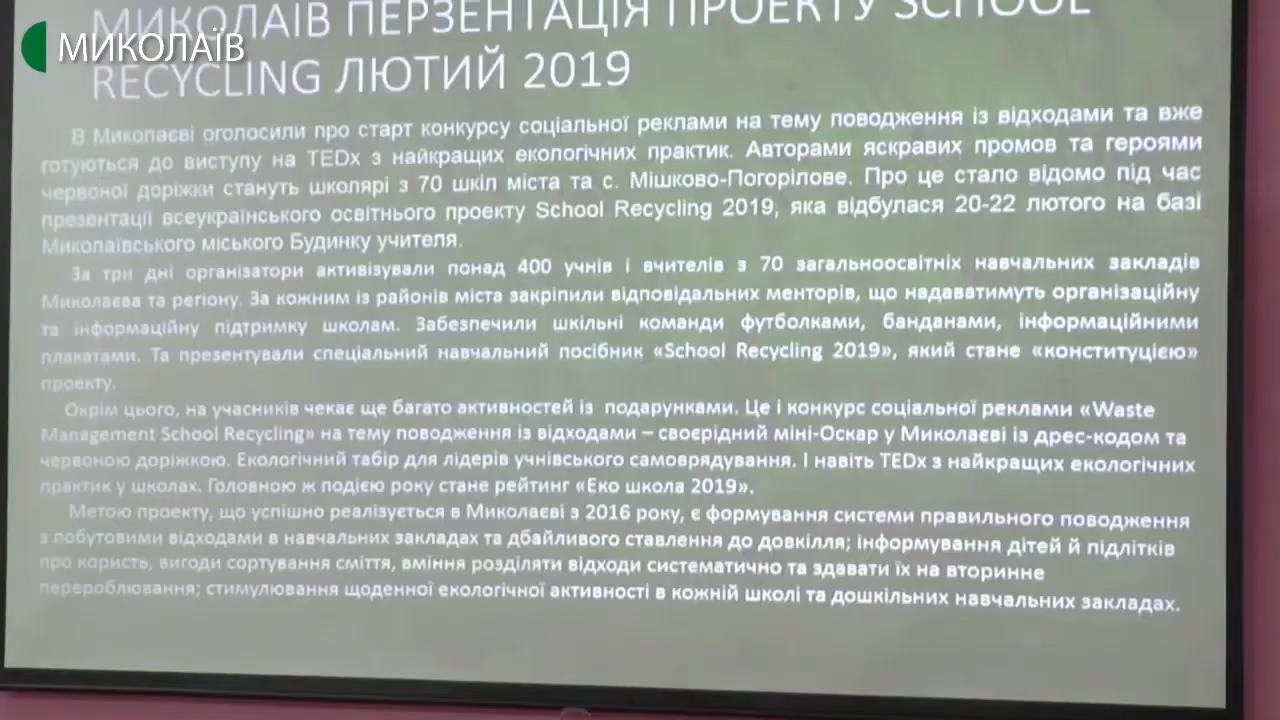 МИКОЛАЇВ ПЕРЗЕНТАЦІЯ ПРОЕКТУ SCHOOL
МИКОЛАЇВ
RECYCLING ЛЮТИЙ 2019
В Миколаєві оголосили про старт конкурсу соціальної реклами на тему поводження із відходами та вже
готуються до виступу на TEDx з найкращих екологічних практик. Авторами яскравих промов та героями
червоної доріжки стануть школярі з 70 шкіл міста та с. Мішково-Погорілове. Про це стало відомо під час
презентації всеукраїнського освітнього проекту School Recycling 2019, яка відбулася 20-22 лютого на базі
Миколаївського міського Будинку учителя.
За три дні організатори активізували понад 400 учнів і вчителів з 70 загальноосвітніх навчальних закладів
Миколаєва та регіону. За кожним із районів міста закріпили відповідальних менторів, що надаватимуть організаційну
та інформаційну підтримку школам. Забезпечили шкільні команди футболками, банданами, інформаційними
плакатами. Та презентували спеціальний навчальний посібник «School Recycling 2019», який стане «конституцією»
проекту.
Окрім цього, на учасників чекає ще багато активностей із подарунками. Це і конкурс соціальної реклами «Waste
Management School Recycling» на тему поводження із відходами – своєрідний міні-Оскар у Миколаєві із дрес-кодом та
червоною доріжкою. Екологічний табір для лідерів учнівського самоврядування. І навіть TEDx з найкращих екологічних
практик у школах. Головною ж подією року стане рейтинг «Еко школа 2019».
Метою проекту, що успішно реалізується в Миколаєві з 2016 року, є формування системи правильного поводження
з побутовими відходами в навчальних закладах та дбайливого ставлення до довкілля; інформування дітей й підлітків
про користь, вигоди сортування сміття, вміння розділяти відходи систематично та здавати їх на вторинне
перероблювання; стимулювання щоденної екологічної активності в кожній школі та дошкільних навчальних закладах.